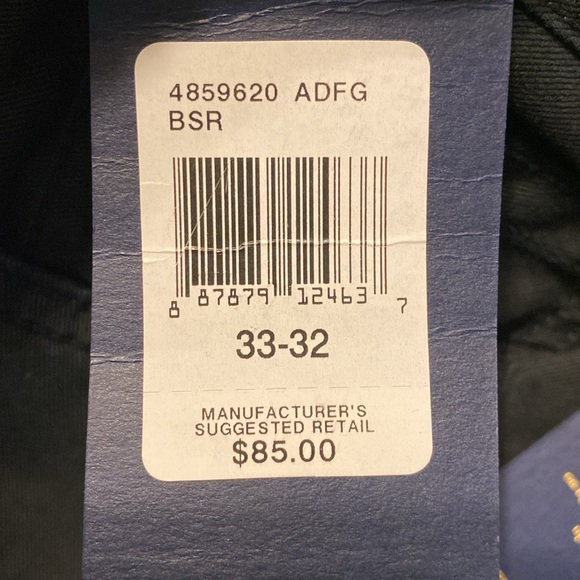 4859620 ADFG
BSR
8 87879 12463 7
33-32
MANUFACTURER'S
SUGGESTED RETAIL
$85.00